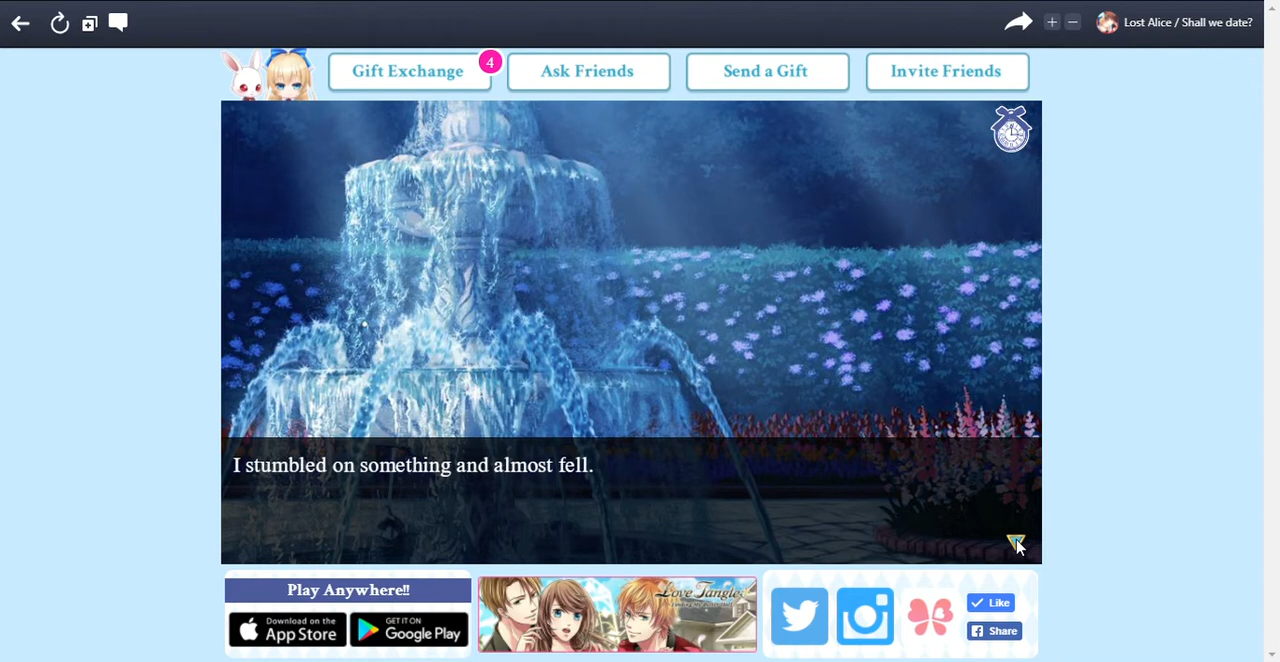 Lost Alice / Shall we date?
Gift Exchange
4
Ask Friends
Send a Gift
Invite Friends
I stumbled on something and almost fell.
Play Anywhere!!
Download on the
App Store
GET IT ON
Google Play
Love Tangle
Like
Share